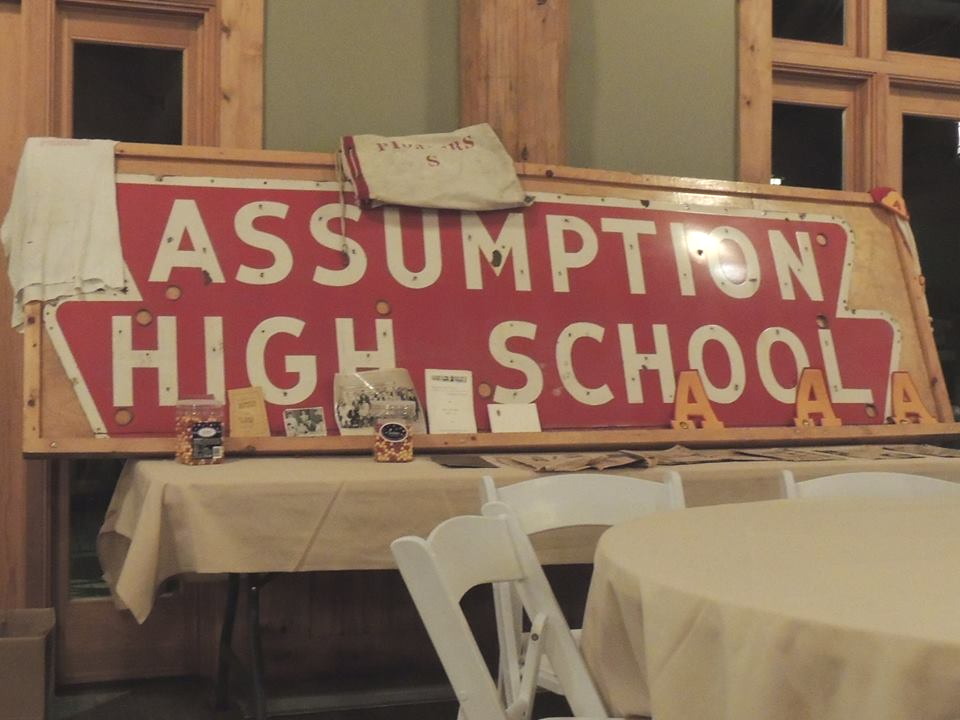 S
ASSUMPTION
HIGH SCHOOL
A A A